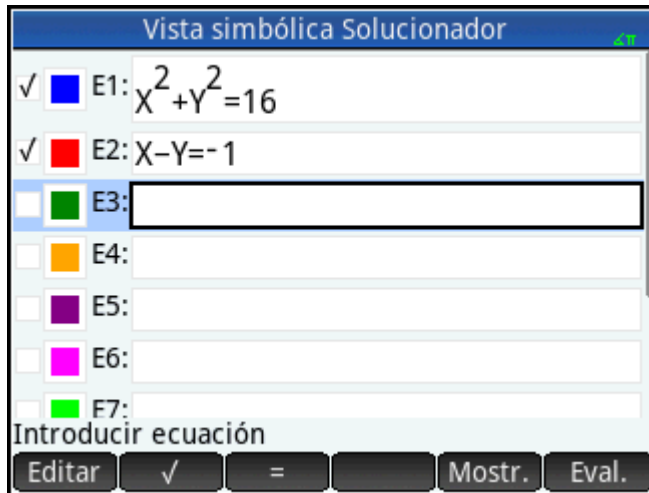 Vista simbólica Solucionador
∡π
√ E1: X²+Y²=16
√ E2: X−Y=⁻1
E3:
E4:
E5:
E6:
E7:
Introducir ecuación
Editar √ = Mostr. Eval.